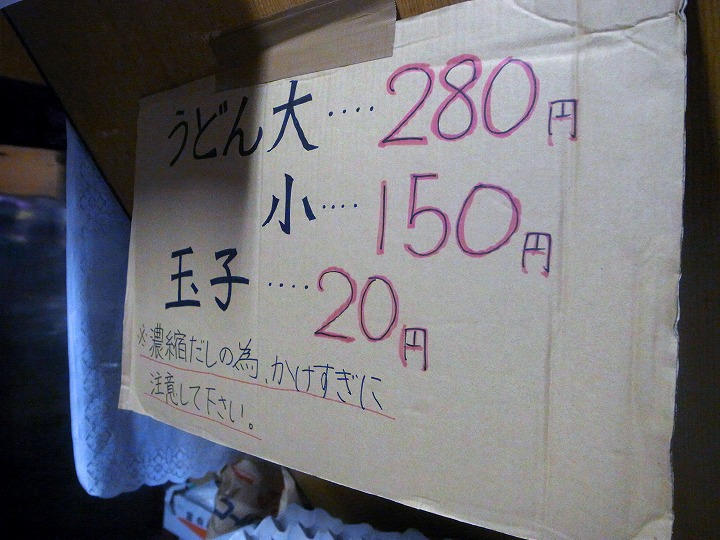 うどん大‥‥280円
小‥‥150円
玉子‥‥20円
※濃縮だしの為、かけすぎに
注意して下さい。